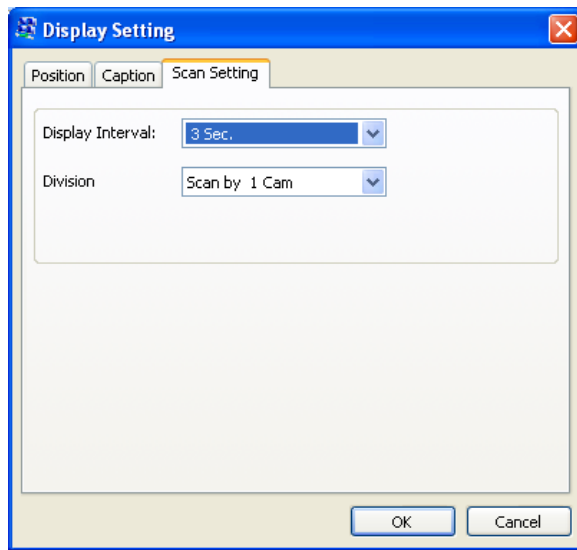 Display Setting
Position Caption Scan Setting
Display Interval: 3 Sec.
Division Scan by 1 Cam
OK Cancel